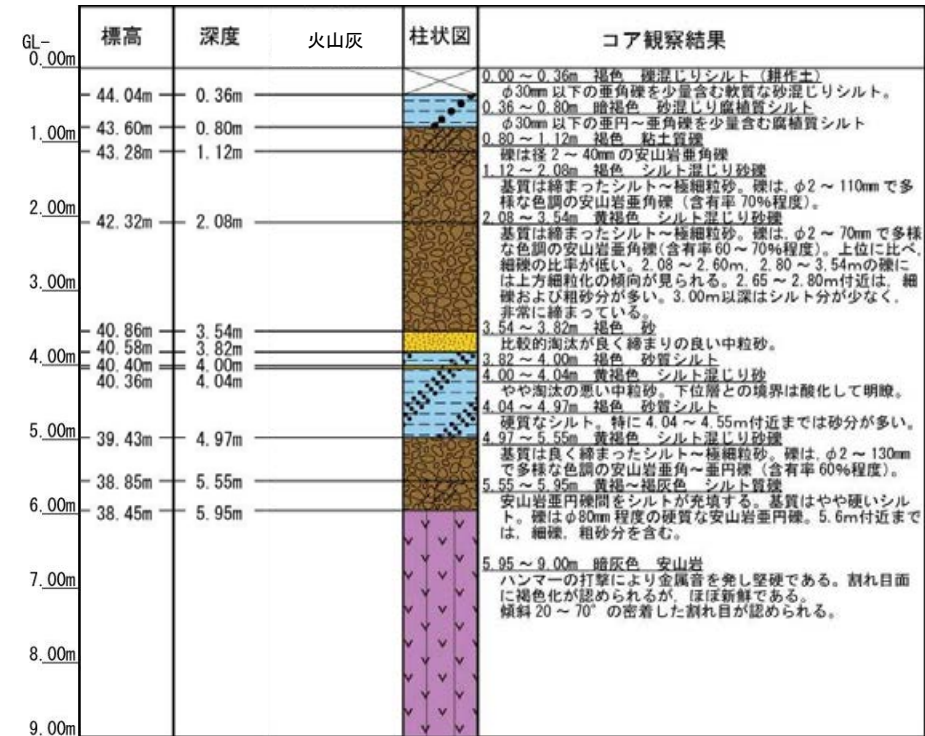 標高 深度 火山灰 柱状図 コア観察結果
GL-
0.00m
0.00～0.36m 褐色 礫混じりシルト（耕作土）
φ30mm以下の亜角礫を少量含む軟質な砂混じりシルト。
44.04m 0.36m
0.36～0.80m 暗褐色 砂混じり腐植質シルト
φ30mm以下の亜円～亜角礫を少量含む腐植質シルト
43.60m 0.80m
0.80～1.12m 褐色 粘土質礫
1.00m
礫は径2～40mmの安山岩亜角礫
43.28m 1.12m
1.12～2.08m 褐色 シルト混じり砂礫
基質は締まったシルト～極細粒砂。礫は，φ2～110mmで多
様な色調の安山岩亜角礫（含有率70%程度）。
2.00m
42.32m 2.08m
2.08～3.54m 黄褐色 シルト混じり砂礫
基質は締まったシルト～極細粒砂。礫は，φ2～70mmで多様
な色調の安山岩亜角礫（含有率60～70%程度）。上位に比べ，
細礫の比率が低い。2.08～2.60m，2.80～3.54mの礫に
は上方細粒化の傾向が見られる。2.65～2.80m付近は，細
3.00m
礫および粗砂分が多い。3.00m以深はシルト分が少なく，
非常に締まっている。
40.86m 3.54m
3.54～3.82m 褐色 砂
比較的淘汰が良く締まりの良い中粒砂。
40.58m 3.82m
3.82～4.00m 褐色 砂質シルト
4.00m
40.40m 4.00m
4.00～4.04m 黄褐色 シルト混じり砂
40.36m 4.04m
やや淘汰の悪い中粒砂。下位層との境界は酸化して明瞭。
4.04～4.97m 褐色 砂質シルト
硬質なシルト。特に4.04～4.55m付近までは砂分が多い。
5.00m
39.43m 4.97m
4.97～5.55m 黄褐色 シルト混じり砂礫
基質は良く締まったシルト～極細粒砂。礫は，φ2～130mm
で多様な色調の安山岩亜角～亜円礫（含有率60%程度）。
38.85m 5.55m
5.55～5.95m 黄褐～褐灰色 シルト質礫
安山岩亜円礫間をシルトが充填する。基質はやや硬いシル
6.00m
38.45m 5.95m
ト。礫はφ80mm程度の硬質な安山岩亜円礫。5.6m付近まで
は，細礫，粗砂分を含む。
5.95～9.00m 暗灰色 安山岩
7.00m
ハンマーの打撃により金属音を発し堅硬である。割れ目面
に褐色化が認められるが，ほぼ新鮮である。
傾斜20～70°の密着した割れ目が認められる。
8.00m
9.00m